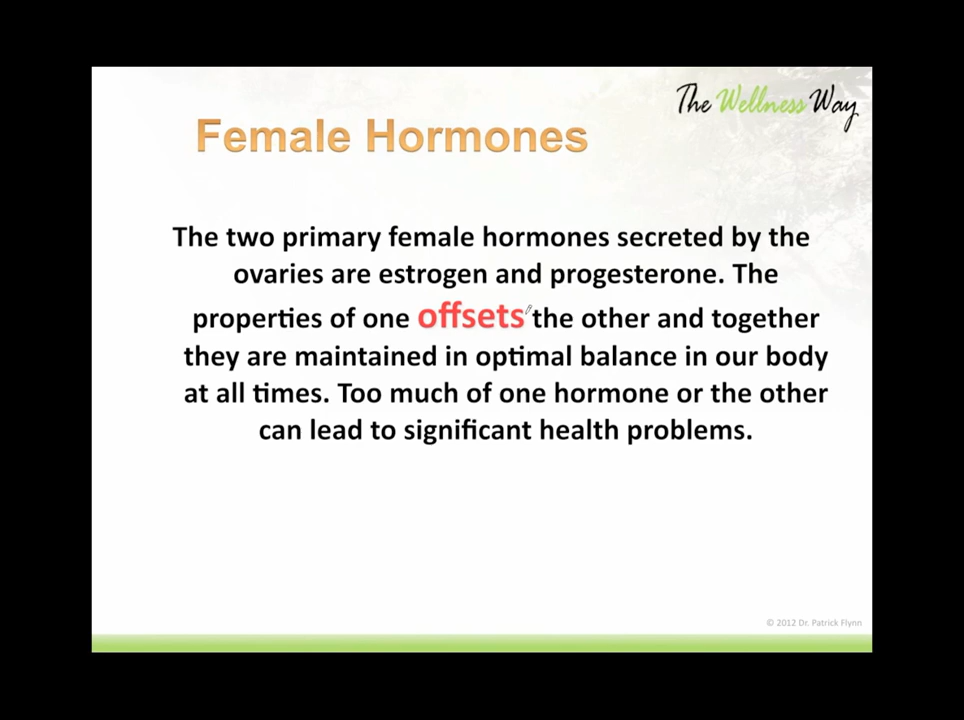 The Wellness Way
Female Hormones
The two primary female hormones secreted by the
ovaries are estrogen and progesterone. The
properties of one offsets the other and together
they are maintained in optimal balance in our body
at all times. Too much of one hormone or the other
can lead to significant health problems.
© 2012 Dr. Patrick Flynn